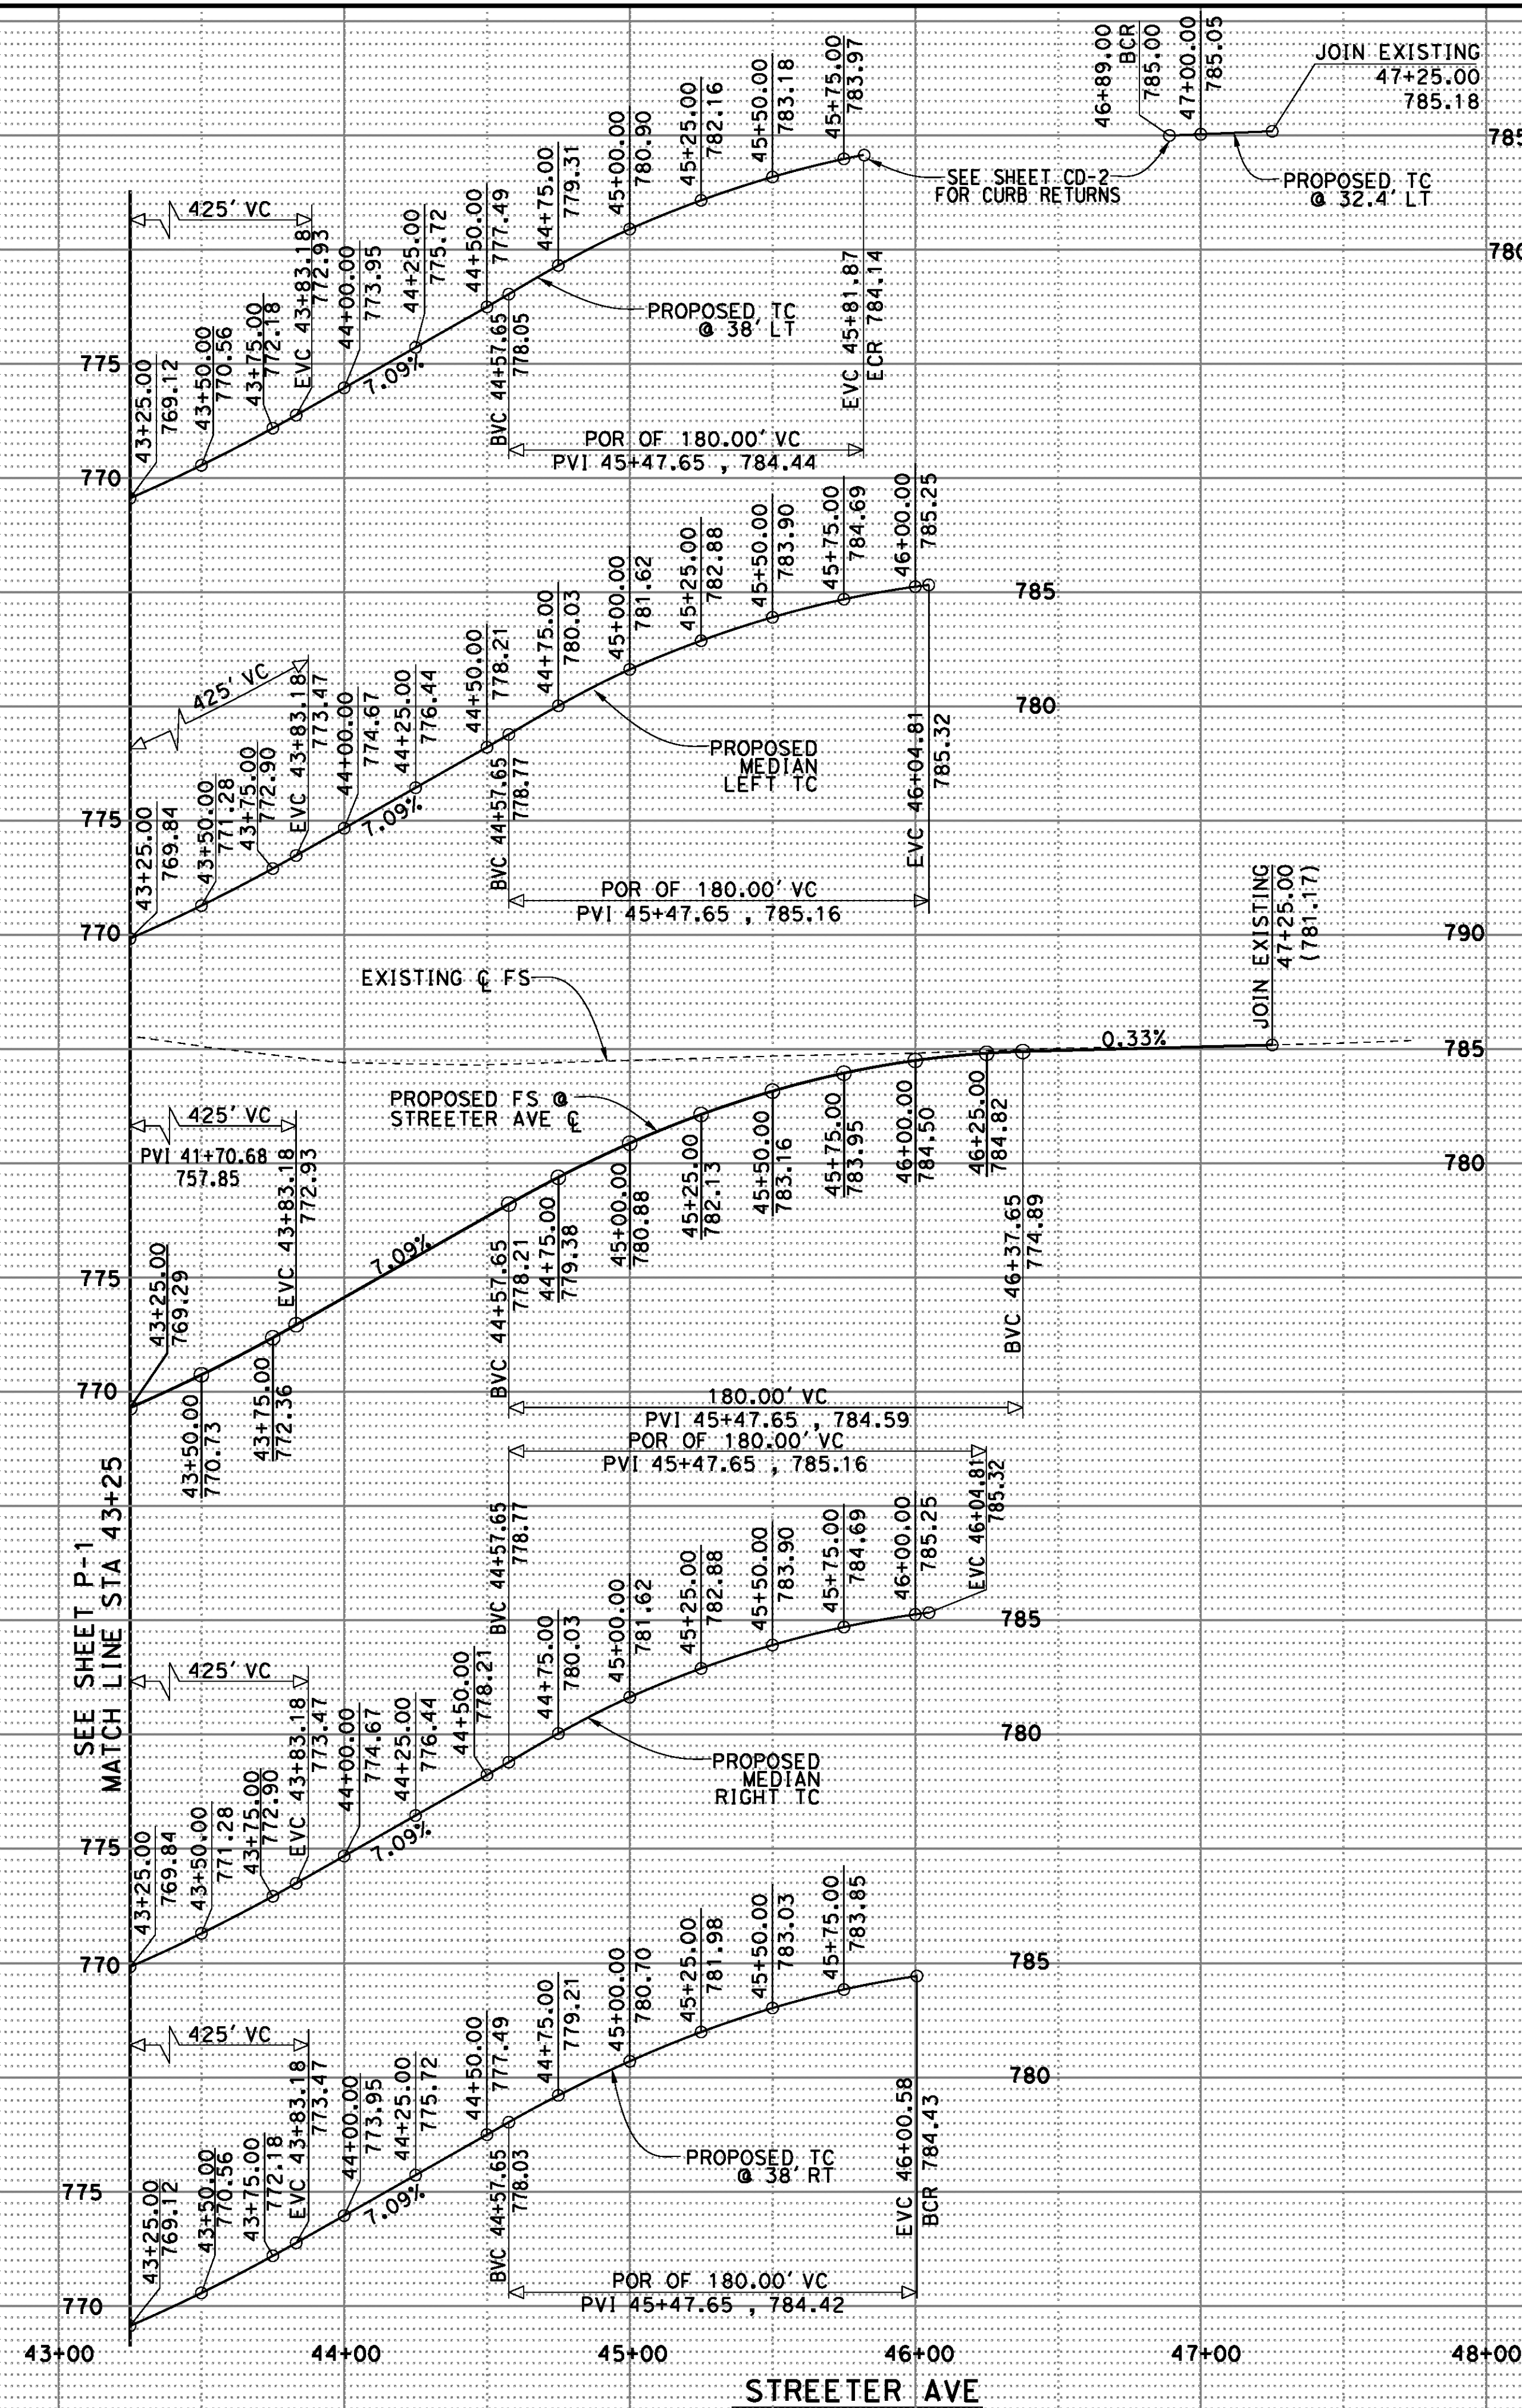 46+89.00
BCR
785.00
47+00.00
785.05
JOIN EXISTING
47+25.00
785.18
785
780
425' VC
43+25.00
769.12
43+50.00
770.56
43+75.00
772.18
EVC 43+83.18
772.93
44+00.00
773.95
44+25.00
775.72
44+50.00
777.49
44+75.00
779.31
45+00.00
780.90
45+25.00
782.16
45+50.00
783.18
45+75.00
783.97
SEE SHEET CD-2
FOR CURB RETURNS
PROPOSED TC
@ 32.4' LT
PROPOSED TC
@ 38' LT
7.09%
BVC 44+57.65
778.05
EVC 45+81.87
ECR 784.14
POR OF 180.00' VC
PVI 45+47.65 , 784.44
775
770
425' VC
43+25.00
769.84
43+50.00
771.28
43+75.00
772.90
EVC 43+83.18
773.47
44+00.00
774.67
44+25.00
776.44
44+50.00
778.21
44+75.00
780.03
45+00.00
781.62
45+25.00
782.88
45+50.00
783.90
45+75.00
784.69
46+00.00
785.25
785
780
7.09%
BVC 44+57.65
778.77
PROPOSED
MEDIAN
LEFT TC
EVC 46+04.81
785.32
POR OF 180.00' VC
PVI 45+47.65 , 785.16
775
770
EXISTING ℄ FS
JOIN EXISTING
47+25.00
(781.17)
790
785
780
0.33%
PROPOSED FS @
STREETER AVE ℄
425' VC
PVI 41+70.68
757.85
EVC 43+83.18
772.93
43+25.00
769.29
43+50.00
770.73
43+75.00
772.36
7.09%
BVC 44+57.65
778.21
44+75.00
779.38
45+00.00
780.88
45+25.00
782.13
45+50.00
783.16
45+75.00
783.95
46+00.00
784.50
46+25.00
784.82
BVC 46+37.65
774.89
775
770
180.00' VC
PVI 45+47.65 , 784.59
POR OF 180.00' VC
PVI 45+47.65 , 785.16
SEE SHEET P-1
MATCH LINE STA 43+25
425' VC
43+25.00
769.84
43+50.00
771.28
43+75.00
772.90
EVC 43+83.18
773.47
44+00.00
774.67
44+25.00
776.44
44+50.00
778.21
BVC 44+57.65
778.77
44+75.00
780.03
45+00.00
781.62
45+25.00
782.88
45+50.00
783.90
45+75.00
784.69
46+00.00
785.25
EVC 46+04.81
785.32
785
780
7.09%
PROPOSED
MEDIAN
RIGHT TC
775
770
425' VC
43+25.00
769.12
43+50.00
770.56
43+75.00
772.18
EVC 43+83.18
773.47
44+00.00
773.95
44+25.00
775.72
44+50.00
777.49
44+75.00
779.21
45+00.00
780.70
45+25.00
781.98
45+50.00
783.03
45+75.00
783.85
785
780
7.09%
BVC 44+57.65
778.03
PROPOSED TC
@ 38' RT
EVC 46+00.58
BCR 784.43
POR OF 180.00' VC
PVI 45+47.65 , 784.42
775
770
43+00
44+00
45+00
46+00
47+00
48+00
STREETER AVE